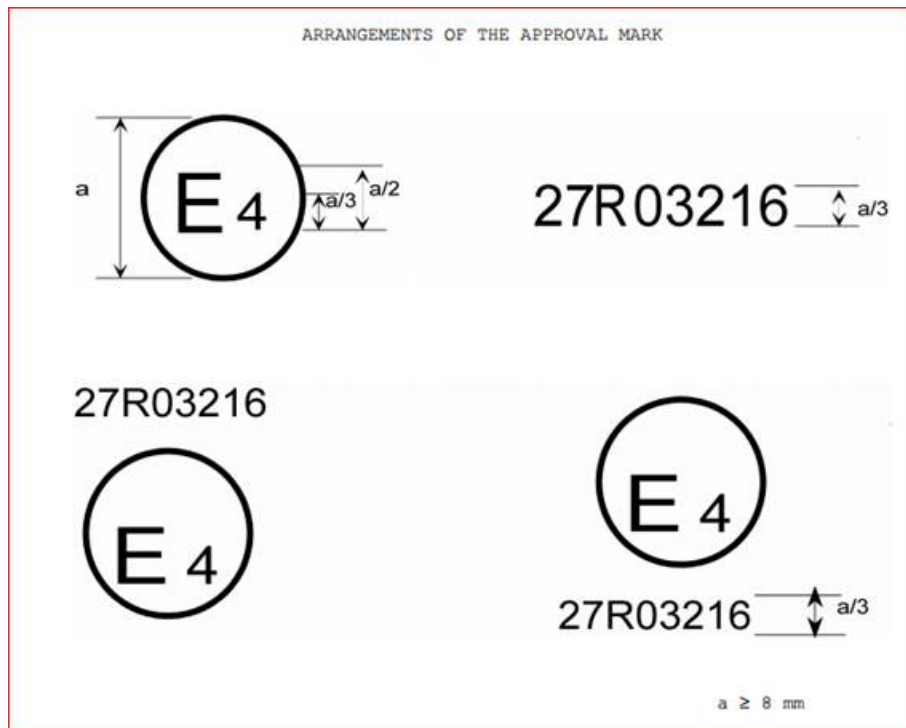 ARRANGEMENTS OF THE APPROVAL MARK
a
E 4
a/3
a/2
27R03216
a/3
27R03216
E 4
E 4
27R03216
a/3
a ≥ 8 mm